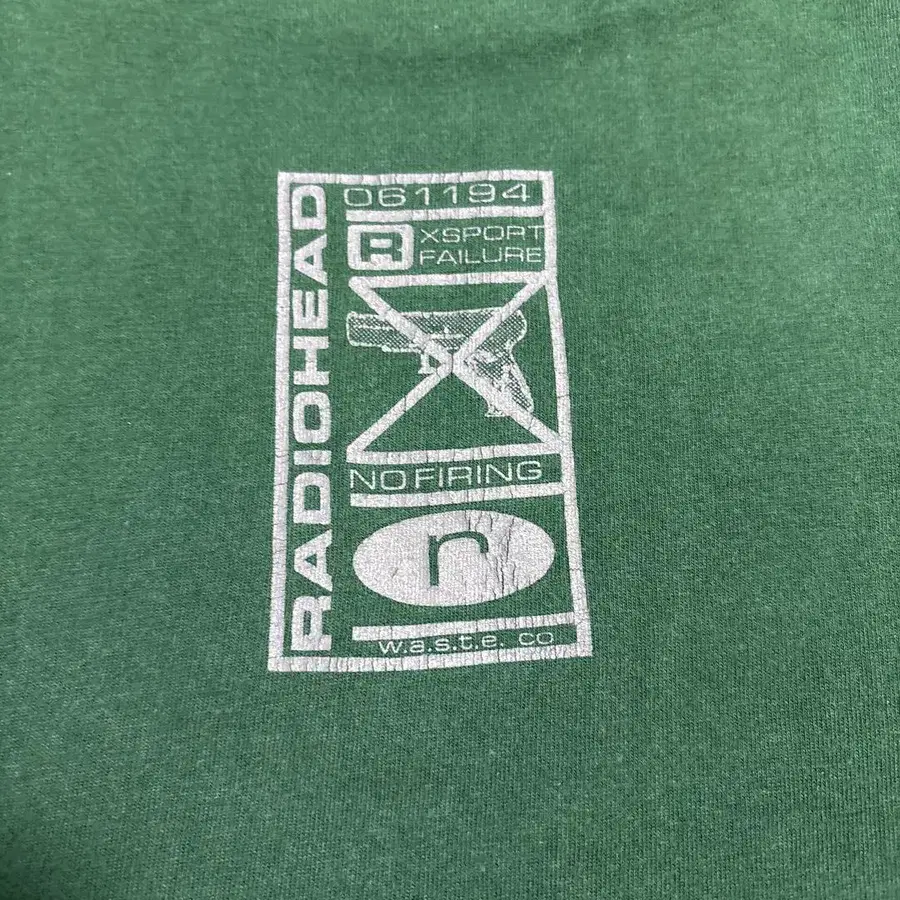 RADIOHEAD
061194
R
XSPORT
FAILURE
NO FIRING
r
w.a.s.t.e. co